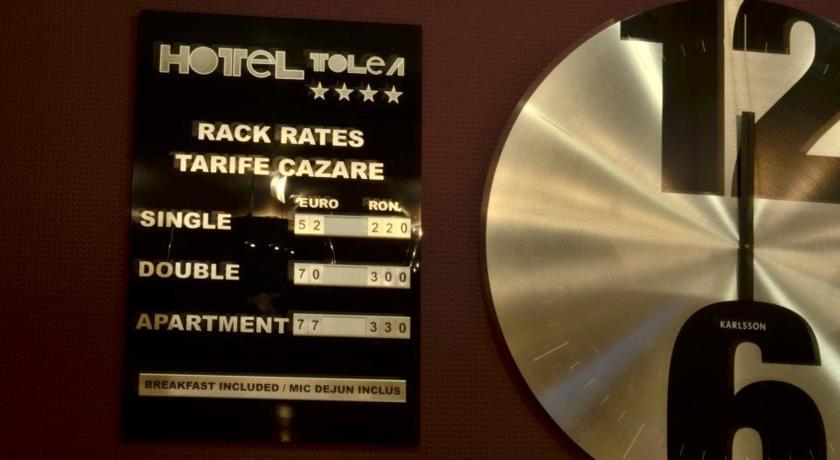 HOTEL TOLEA
RACK RATES
TARIFE CAZARE
EURO RON.
SINGLE 52 220
DOUBLE 70 300
APARTMENT 77 330
BREAKFAST INCLUDED / MIC DEJUN INCLUS
12
KARLSSON
6